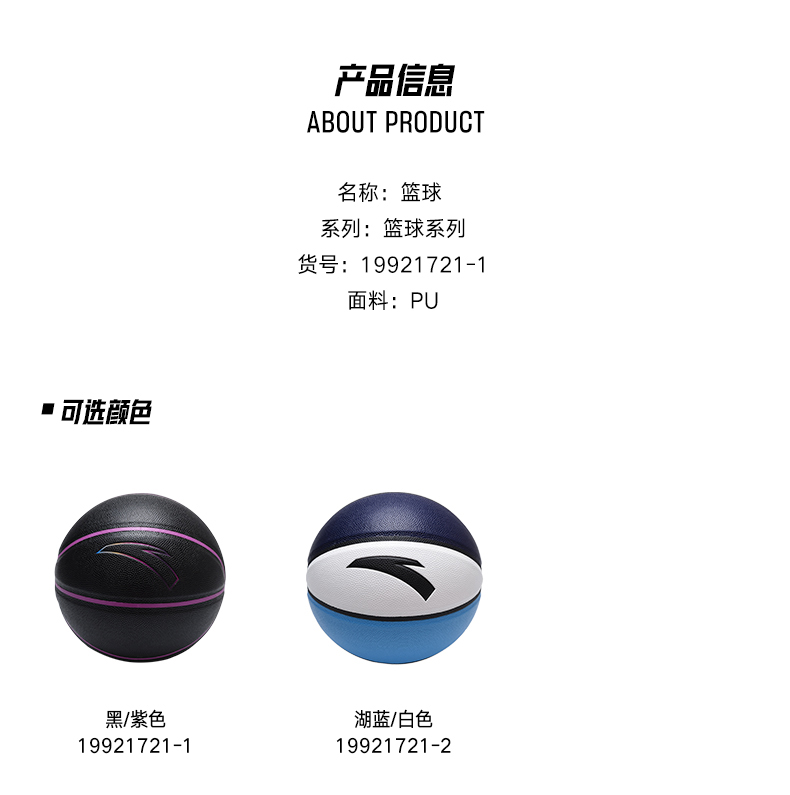 产品信息
ABOUT PRODUCT
名称：篮球
系列：篮球系列
货号：19921721-1
面料：PU
可选颜色
黑/紫色
19921721-1
湖蓝/白色
19921721-2